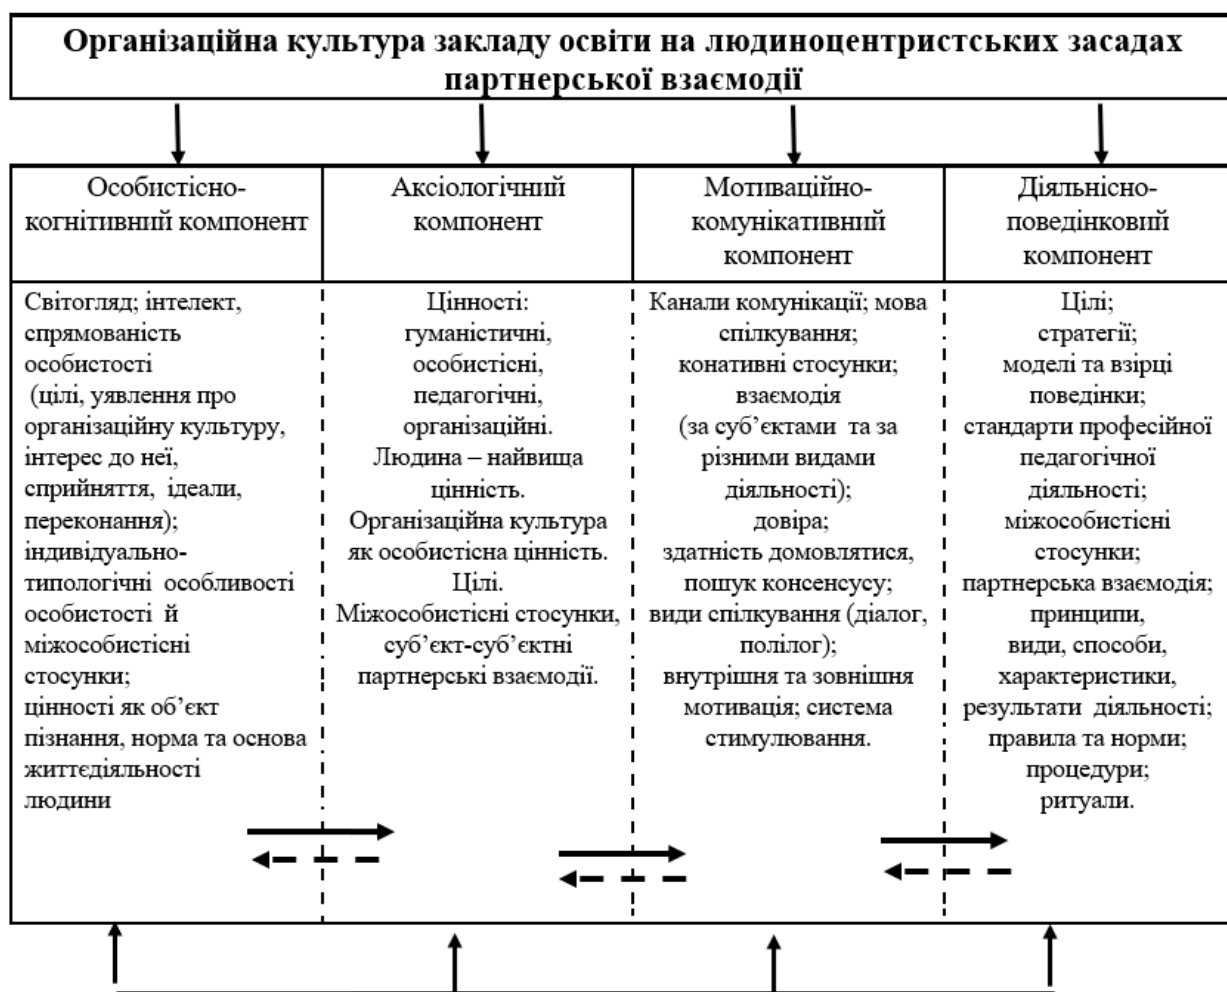 Організаційна культура закладу освіти на людиноцентристських засадах
партнерської взаємодії
Особистісно-
когнітивний компонент
Аксіологічний
компонент
Мотиваційно-
комунікативний
компонент
Діяльнісно-
поведінковий
компонент
Світогляд; інтелект,
спрямованість
особистості
(цілі, уявлення про
організаційну культуру,
інтерес до неї,
сприйняття, ідеали,
переконання);
індивідуально-
типологічні особливості
особистості й
міжособистісні
стосунки;
цінності як об’єкт
пізнання, норма та основа
життєдіяльності
людини
Цінності:
гуманістичні,
особистісні,
педагогічні,
організаційні.
Людина – найвища
цінність.
Організаційна культура
як особистісна цінність.
Цілі.
Міжособистісні стосунки,
суб’єкт-суб’єктні
партнерські взаємодії.
Канали комунікації; мова
спілкування;
конативні стосунки;
взаємодія
(за суб’єктами та за
різними видами
діяльності);
довіра;
здатність домовлятися,
пошук консенсусу;
види спілкування (діалог,
полілог);
внутрішня та зовнішня
мотивація; система
стимулювання.
Цілі;
стратегії;
моделі та взірці
поведінки;
стандарти професійної
педагогічної
діяльності;
міжособистісні
стосунки;
партнерська взаємодія;
принципи,
види, способи,
характеристики,
результати діяльності;
правила та норми;
процедури;
ритуали.